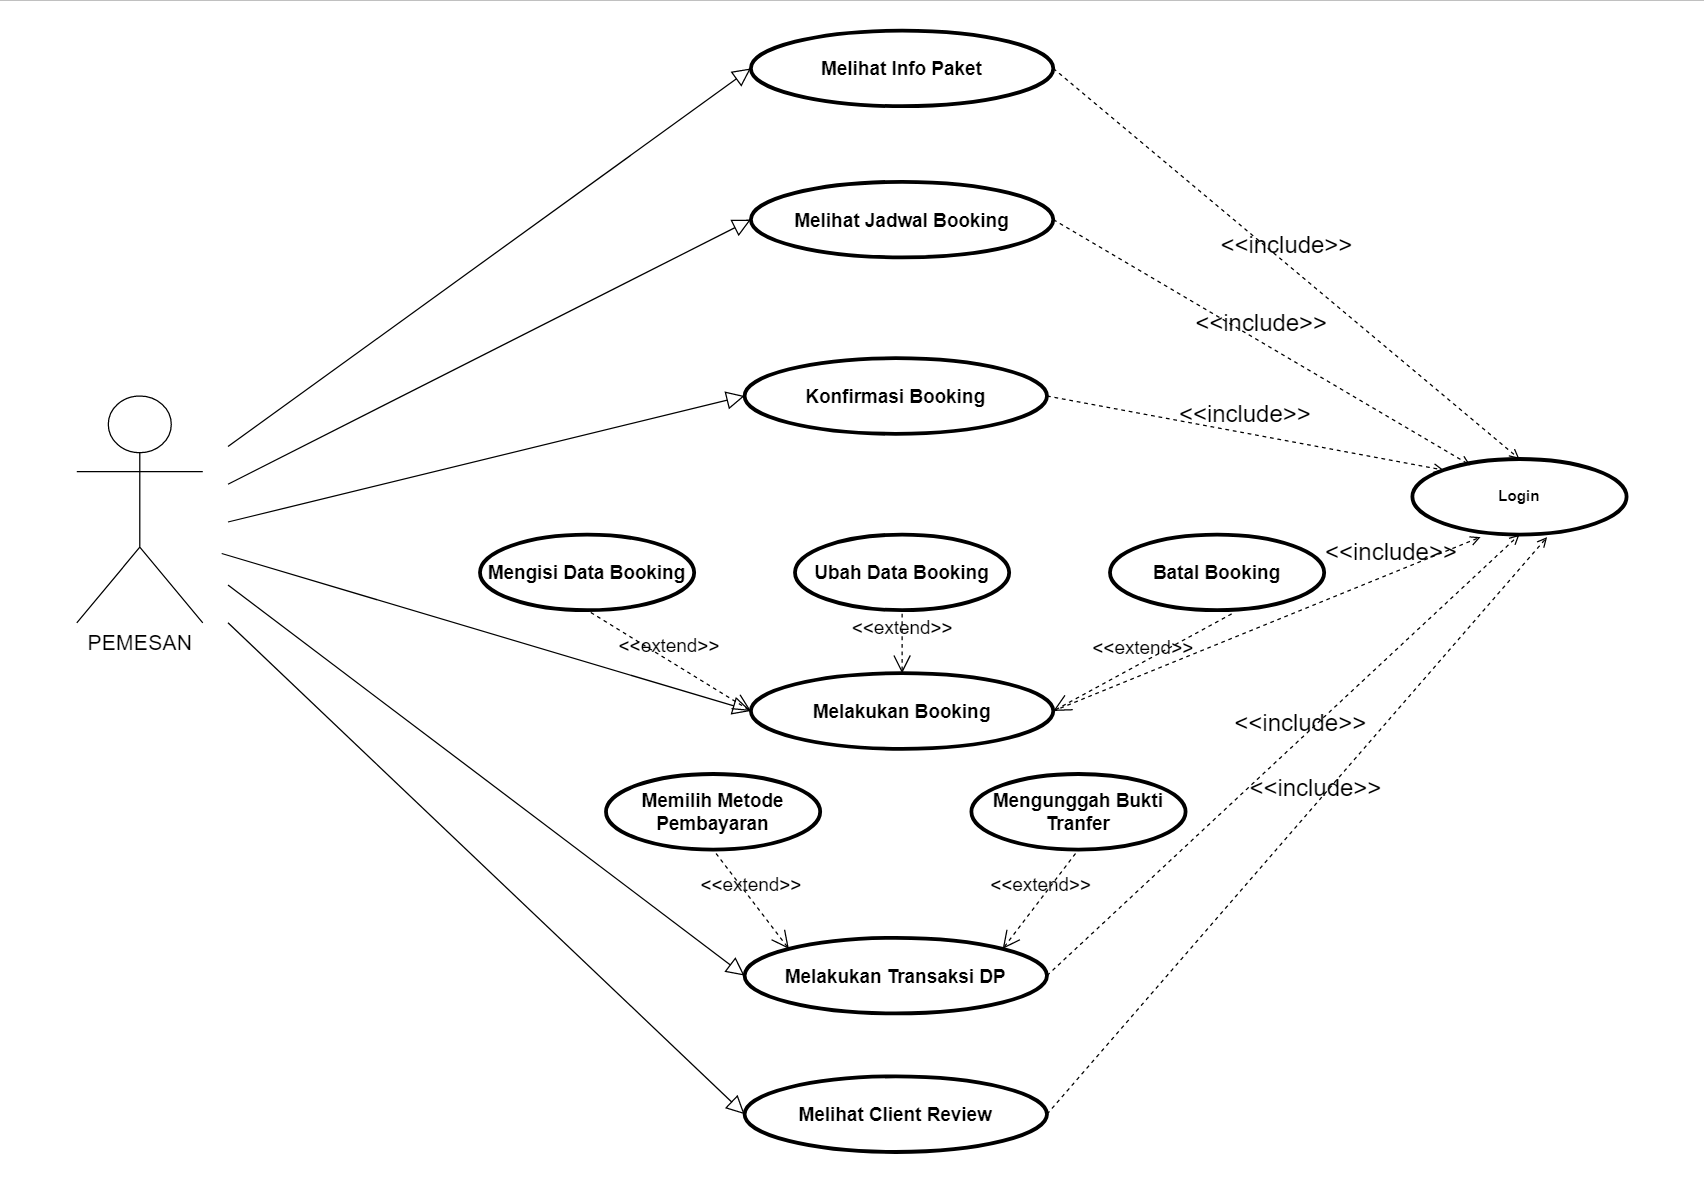 Melihat Info Paket
Melihat Jadwal Booking
<<include>>
<<include>>
Konfirmasi Booking
<<include>>
Login
Mengisi Data Booking
Ubah Data Booking
Batal Booking
<<include>>
PEMESAN
<<extend>>
<<extend>>
<<extend>>
Melakukan Booking
<<include>>
Memilih Metode
Pembayaran
Mengunggah Bukti
Tranfer
<<include>>
<<extend>>
<<extend>>
Melakukan Transaksi DP
Melihat Client Review